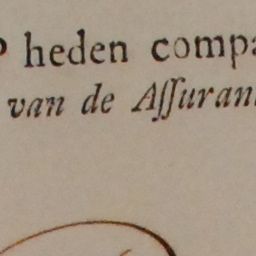 heden compa
van de Aſſuran